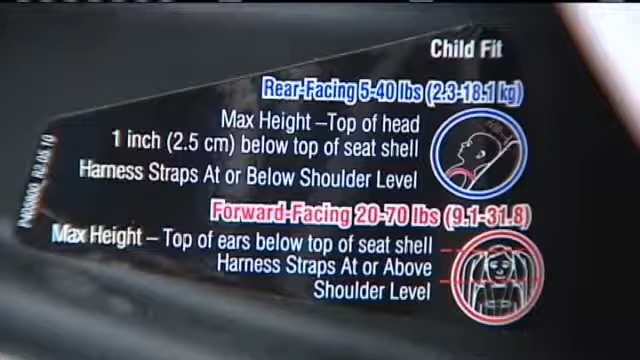 Child Fit
Rear-Facing 5-40 lbs (2.3-18.1 kg)
Max Height –Top of head
1 inch (2.5 cm) below top of seat shell
Harness Straps At or Below Shoulder Level
Forward-Facing 20-70 lbs (9.1-31.8)
Max Height – Top of ears below top of seat shell
Harness Straps At or Above
Shoulder Level